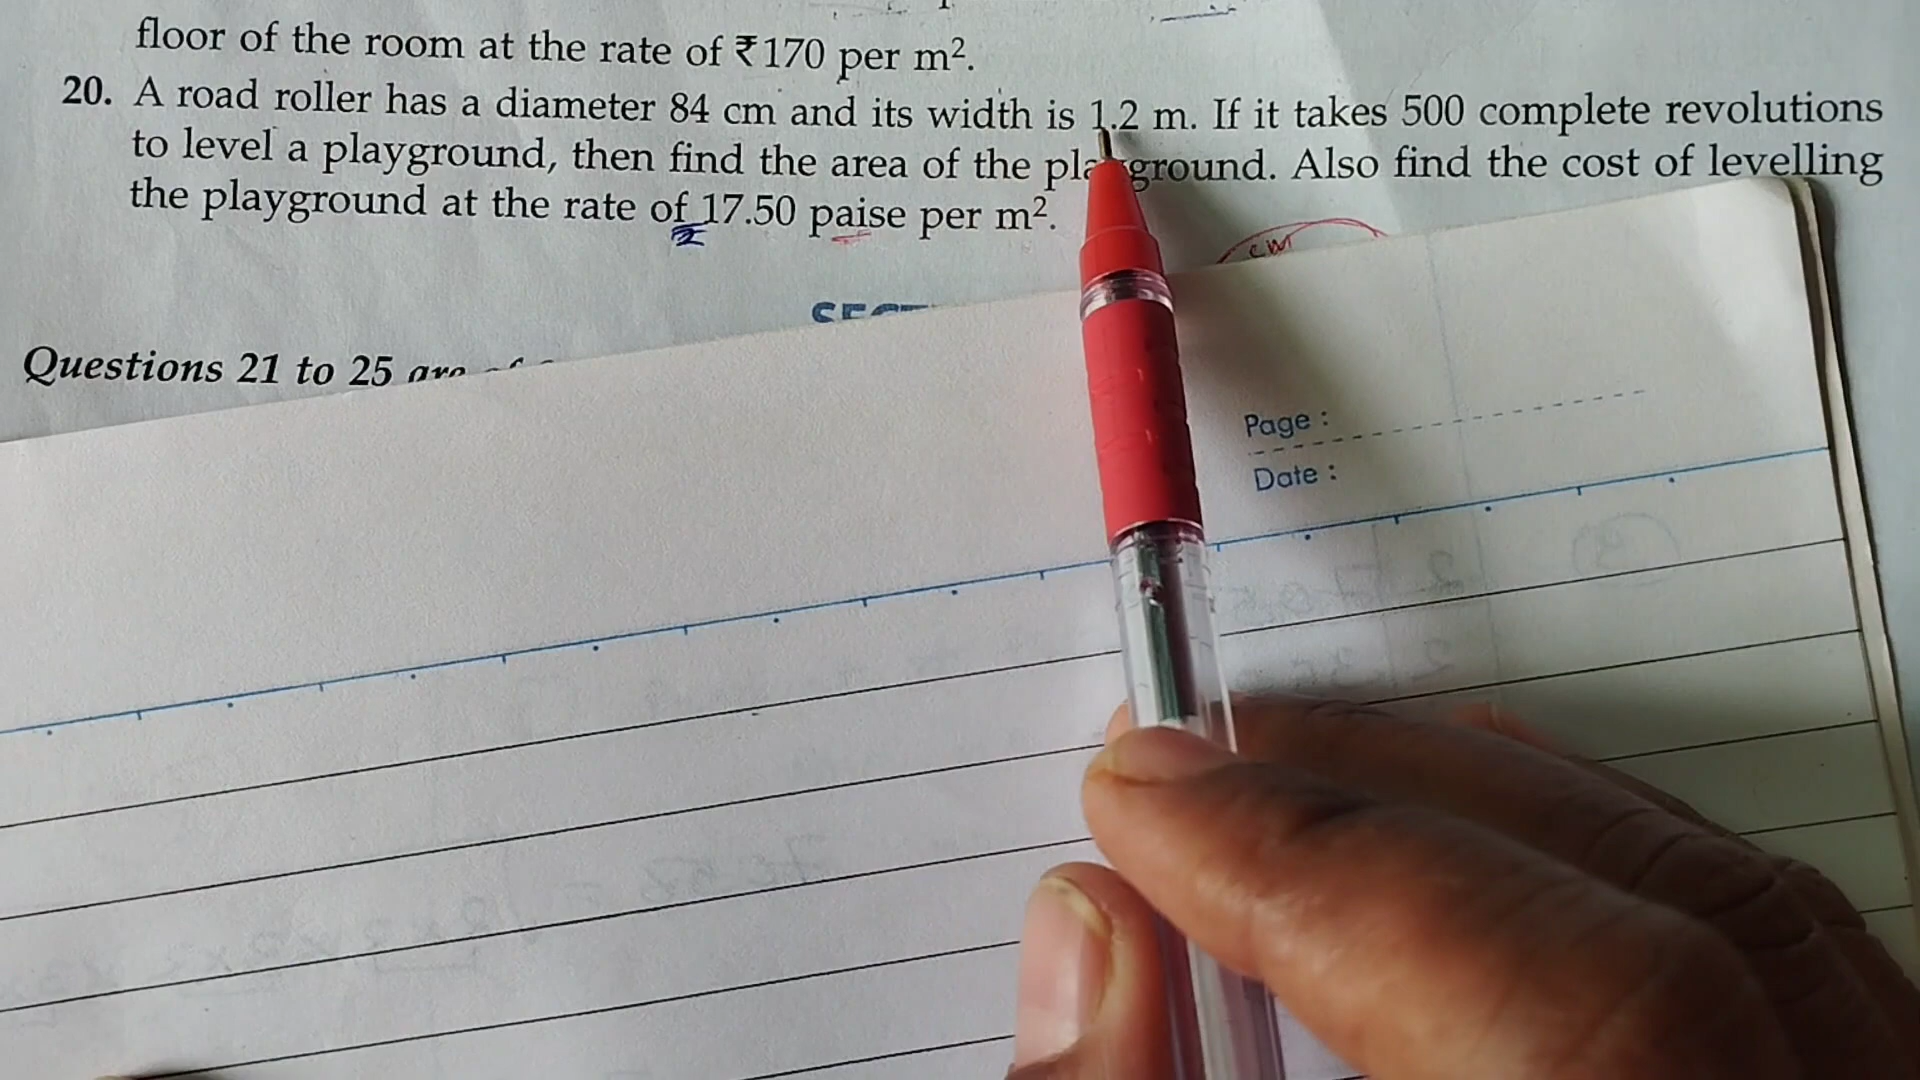 floor of the room at the rate of ₹170 per m².
20. A road roller has a diameter 84 cm and its width is 1.2 m. If it takes 500 complete revolutions
to level a playground, then find the area of the playground. Also find the cost of levelling
the playground at the rate of 17.50 paise per m².
cm
Questions 21 to 25 are
Page :
Date :